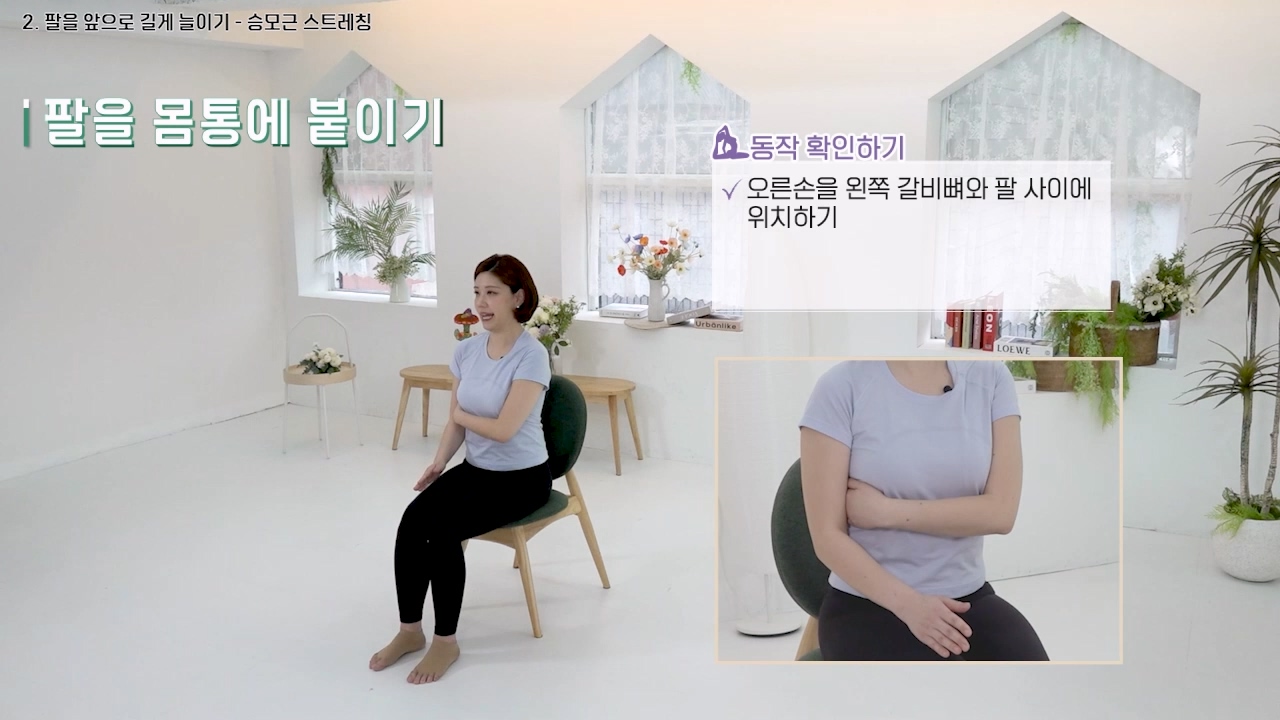 2. 팔을 앞으로 길게 늘이기 - 승모근 스트레칭
팔을 몸통에 붙이기
동작 확인하기
✓ 오른손을 왼쪽 갈비뼈와 팔 사이에
위치하기
Urbänlike
LOEWE